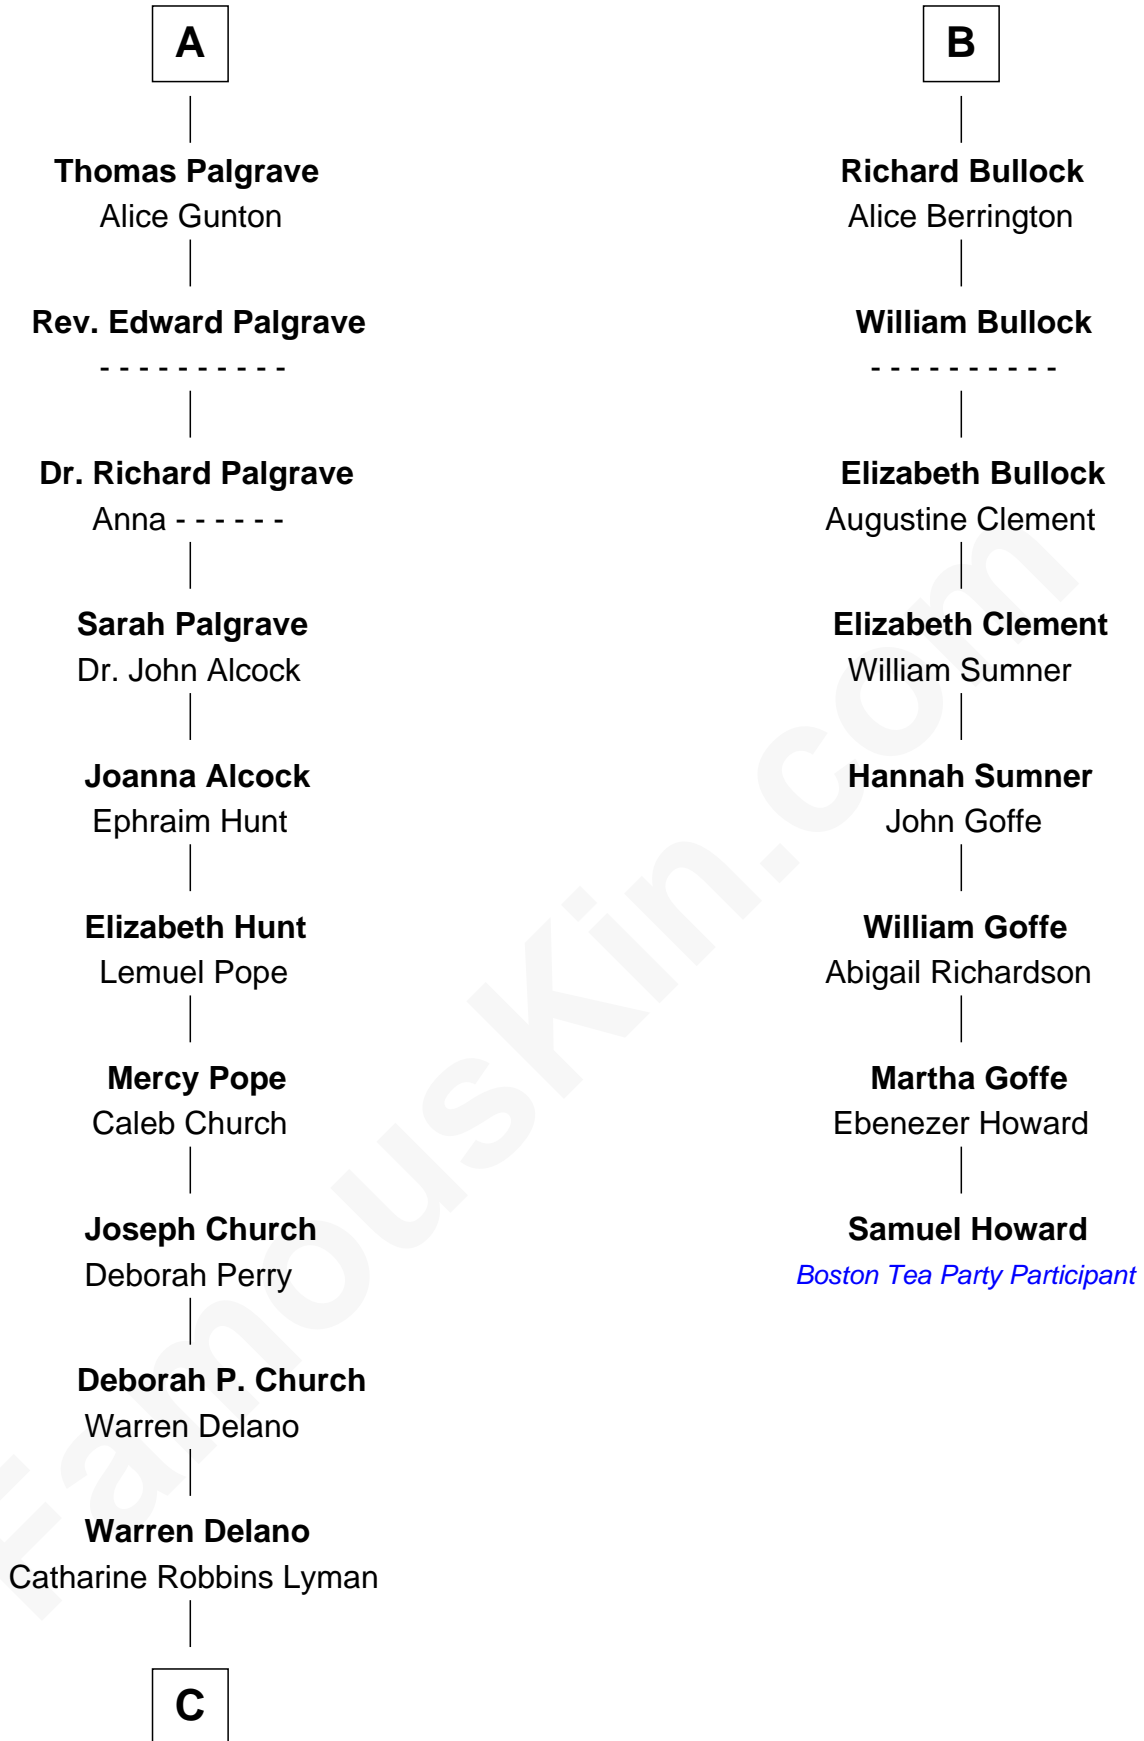 A
Thomas Palgrave
Alice Gunton
Rev. Edward Palgrave
- - - - - - - - - -
Dr. Richard Palgrave
Anna - - - - - -
Sarah Palgrave
Dr. John Alcock
Joanna Alcock
Ephraim Hunt
Elizabeth Hunt
Lemuel Pope
Mercy Pope
Caleb Church
Joseph Church
Deborah Perry
Deborah P. Church
Warren Delano
Warren Delano
Catharine Robbins Lyman
C
B
Richard Bullock
Alice Berrington
William Bullock
- - - - - - - - - -
Elizabeth Bullock
Augustine Clement
Elizabeth Clement
William Sumner
Hannah Sumner
John Goffe
William Goffe
Abigail Richardson
Martha Goffe
Ebenezer Howard
Samuel Howard
Boston Tea Party Participant
FamousKin.com